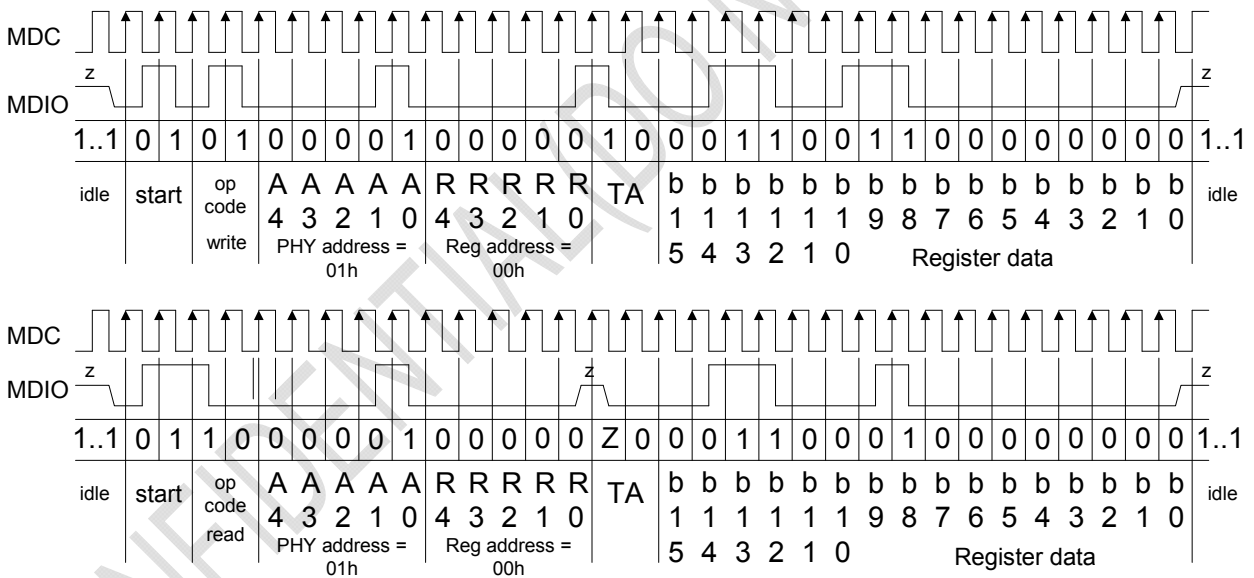 MDC
z z
MDIO
1..1 0 1 0 1 0 0 0 0 1 0 0 0 0 0 1 0 0 0 1 1 0 0 1 1 0 0 0 0 0 0 0 0 1..1
idle start op A A A A A R R R R R TA b b b b b b b b b b b b b b b b idle
code 4 3 2 1 0 4 3 2 1 0 1 1 1 1 1 1 9 8 7 6 5 4 3 2 1 0
write PHY address = Reg address = 5 4 3 2 1 0 Register data
01h 00h
MDC
z z z
MDIO
1..1 0 1 1 0 0 0 0 0 1 0 0 0 0 0 Z 0 0 0 1 1 0 0 0 1 0 0 0 0 0 0 0 0 1..1
idle start op A A A A A R R R R R TA b b b b b b b b b b b b b b b b idle
code 4 3 2 1 0 4 3 2 1 0 1 1 1 1 1 1 9 8 7 6 5 4 3 2 1 0
read PHY address = Reg address = 5 4 3 2 1 0 Register data
01h 00h
NFIDENTIAL(DO N